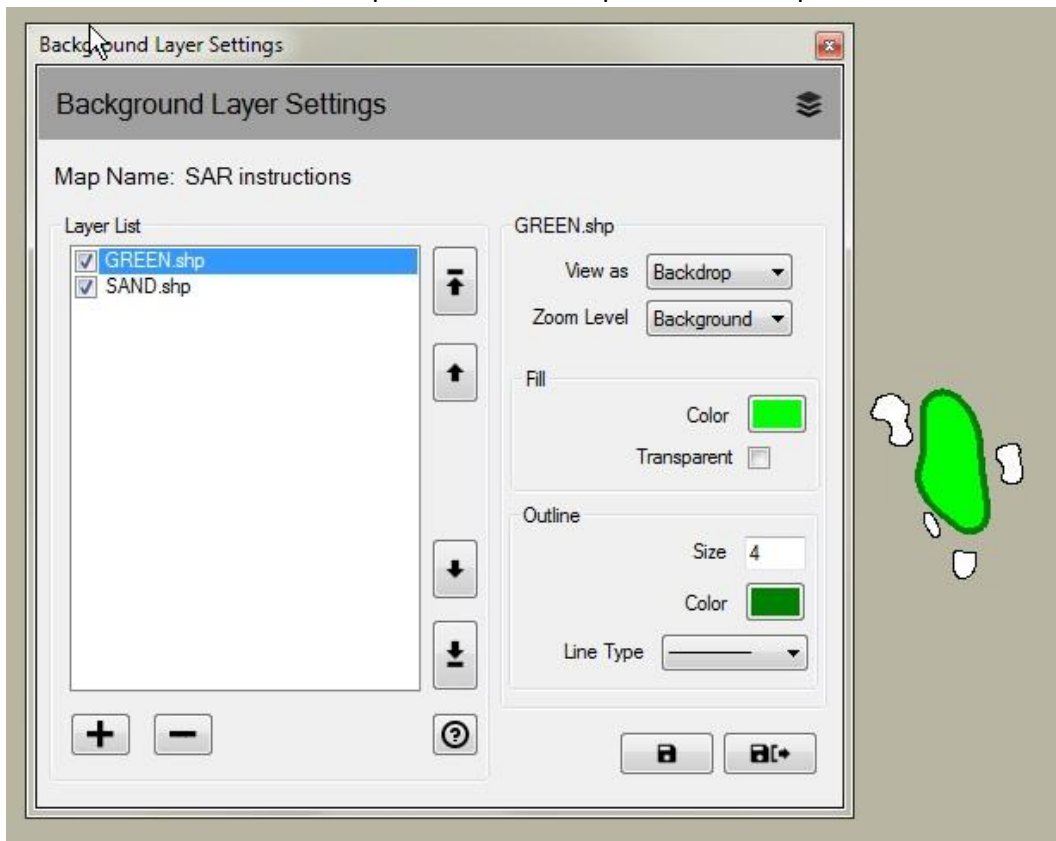 Background Layer Settings
Background Layer Settings
Map Name: SAR instructions
Layer List
GREEN.shp
SAND.shp
GREEN.shp
View as Backdrop
Zoom Level Background
Fill
Color
Transparent
Outline
Size 4
Color
Line Type